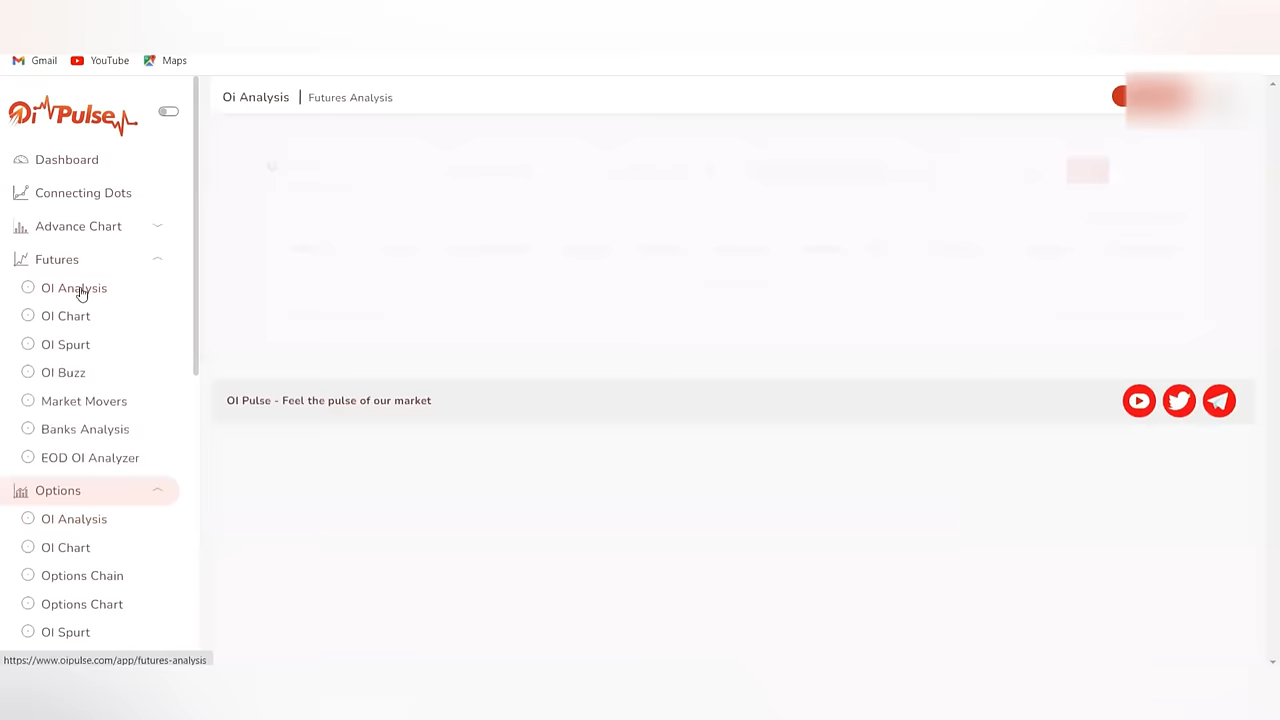 Gmail YouTube Maps
Oi Pulse
Oi Analysis | Futures Analysis
Dashboard
Connecting Dots
Advance Chart
Futures
OI Analysis
OI Chart
OI Spurt
OI Buzz
Market Movers
Banks Analysis
EOD OI Analyzer
Options
OI Analysis
OI Chart
Options Chain
Options Chart
OI Spurt
OI Pulse - Feel the pulse of our market
https://www.oipulse.com/app/futures-analysis